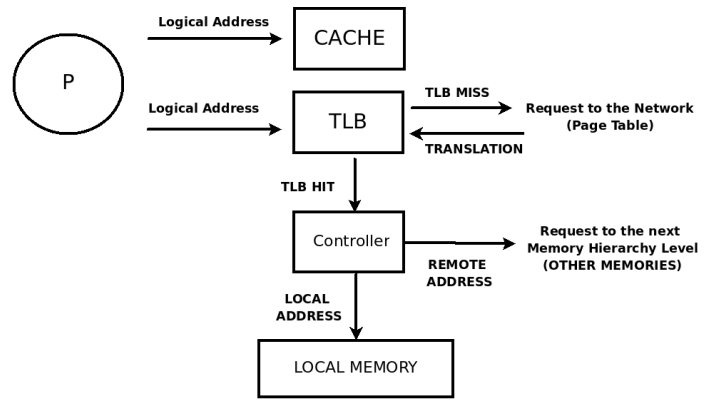 Logical Address
CACHE
P
Logical Address
TLB
TLB MISS
Request to the Network
(Page Table)
TRANSLATION
TLB HIT
Controller
Request to the next
Memory Hierarchy Level
(OTHER MEMORIES)
REMOTE
ADDRESS
LOCAL
ADDRESS
LOCAL MEMORY